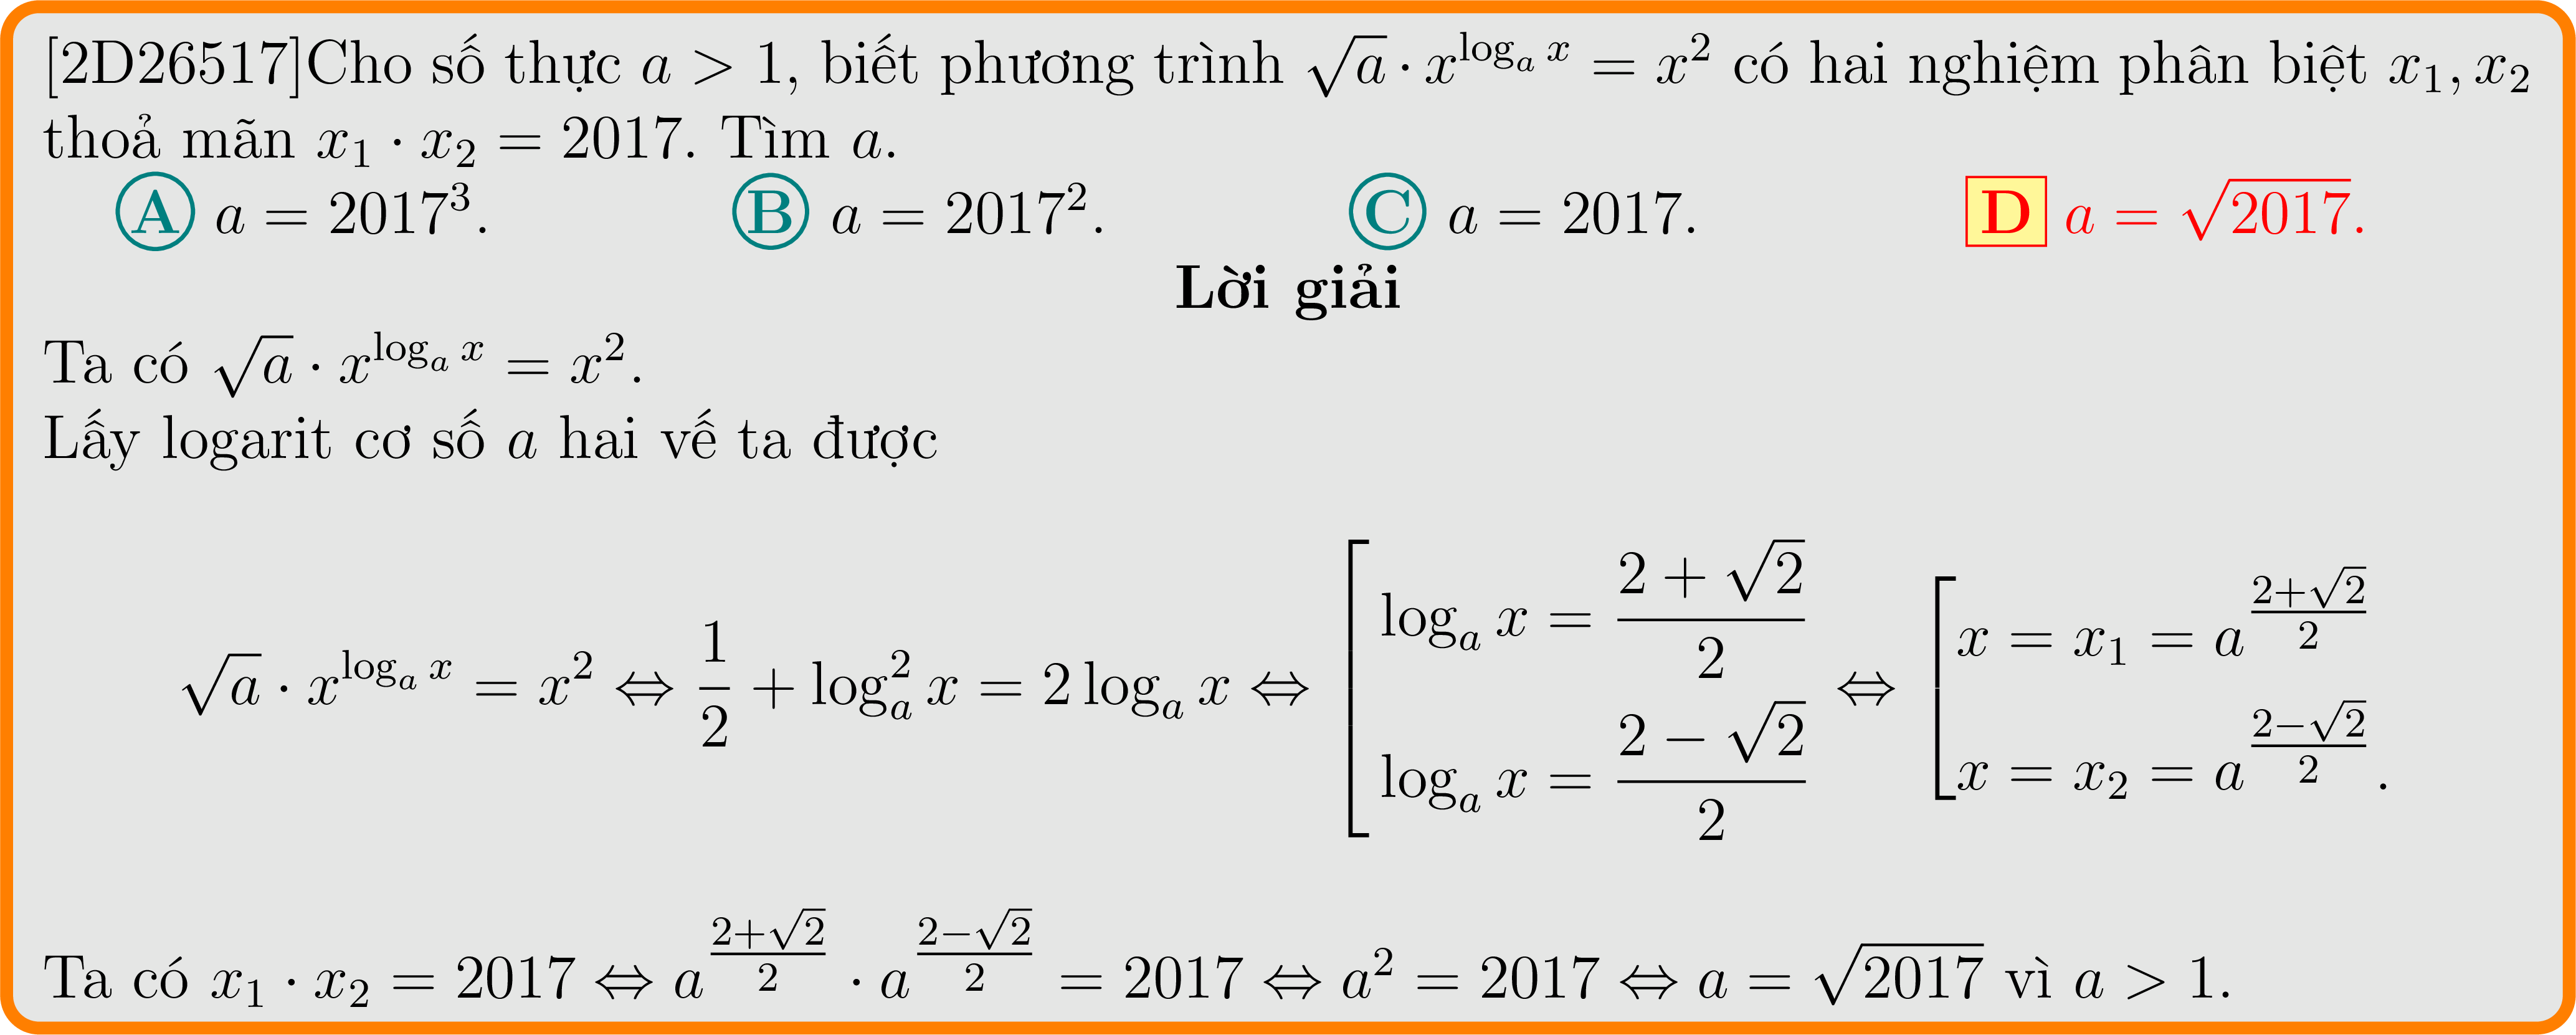 [2D26517]Cho số thực $a > 1$, biết phương trình $\sqrt{a} \cdot x^{\log_a x} = x^2$ có hai nghiệm phân biệt $x_1, x_2$
thoả mãn $x_1 \cdot x_2 = 2017$. Tìm $a$.
A $a = 2017^3$. B $a = 2017^2$. C $a = 2017$. D $a = \sqrt{2017}$.
Lời giải
Ta có $\sqrt{a} \cdot x^{\log_a x} = x^2$.
Lấy logarit cơ số $a$ hai vế ta được
$\sqrt{a} \cdot x^{\log_a x} = x^2 \Leftrightarrow \frac{1}{2} + \log_a^2 x = 2 \log_a x \Leftrightarrow \left[\begin{array}{l} \log_a x = \frac{2+\sqrt{2}}{2} \\ \log_a x = \frac{2-\sqrt{2}}{2} \end{array}\right. \Leftrightarrow \left[\begin{array}{l} x = x_1 = a^{\frac{2+\sqrt{2}}{2}} \\ x = x_2 = a^{\frac{2-\sqrt{2}}{2}}. \end{array}\right.$
Ta có $x_1 \cdot x_2 = 2017 \Leftrightarrow a^{\frac{2+\sqrt{2}}{2}} \cdot a^{\frac{2-\sqrt{2}}{2}} = 2017 \Leftrightarrow a^2 = 2017 \Leftrightarrow a = \sqrt{2017}$ vì $a > 1$.